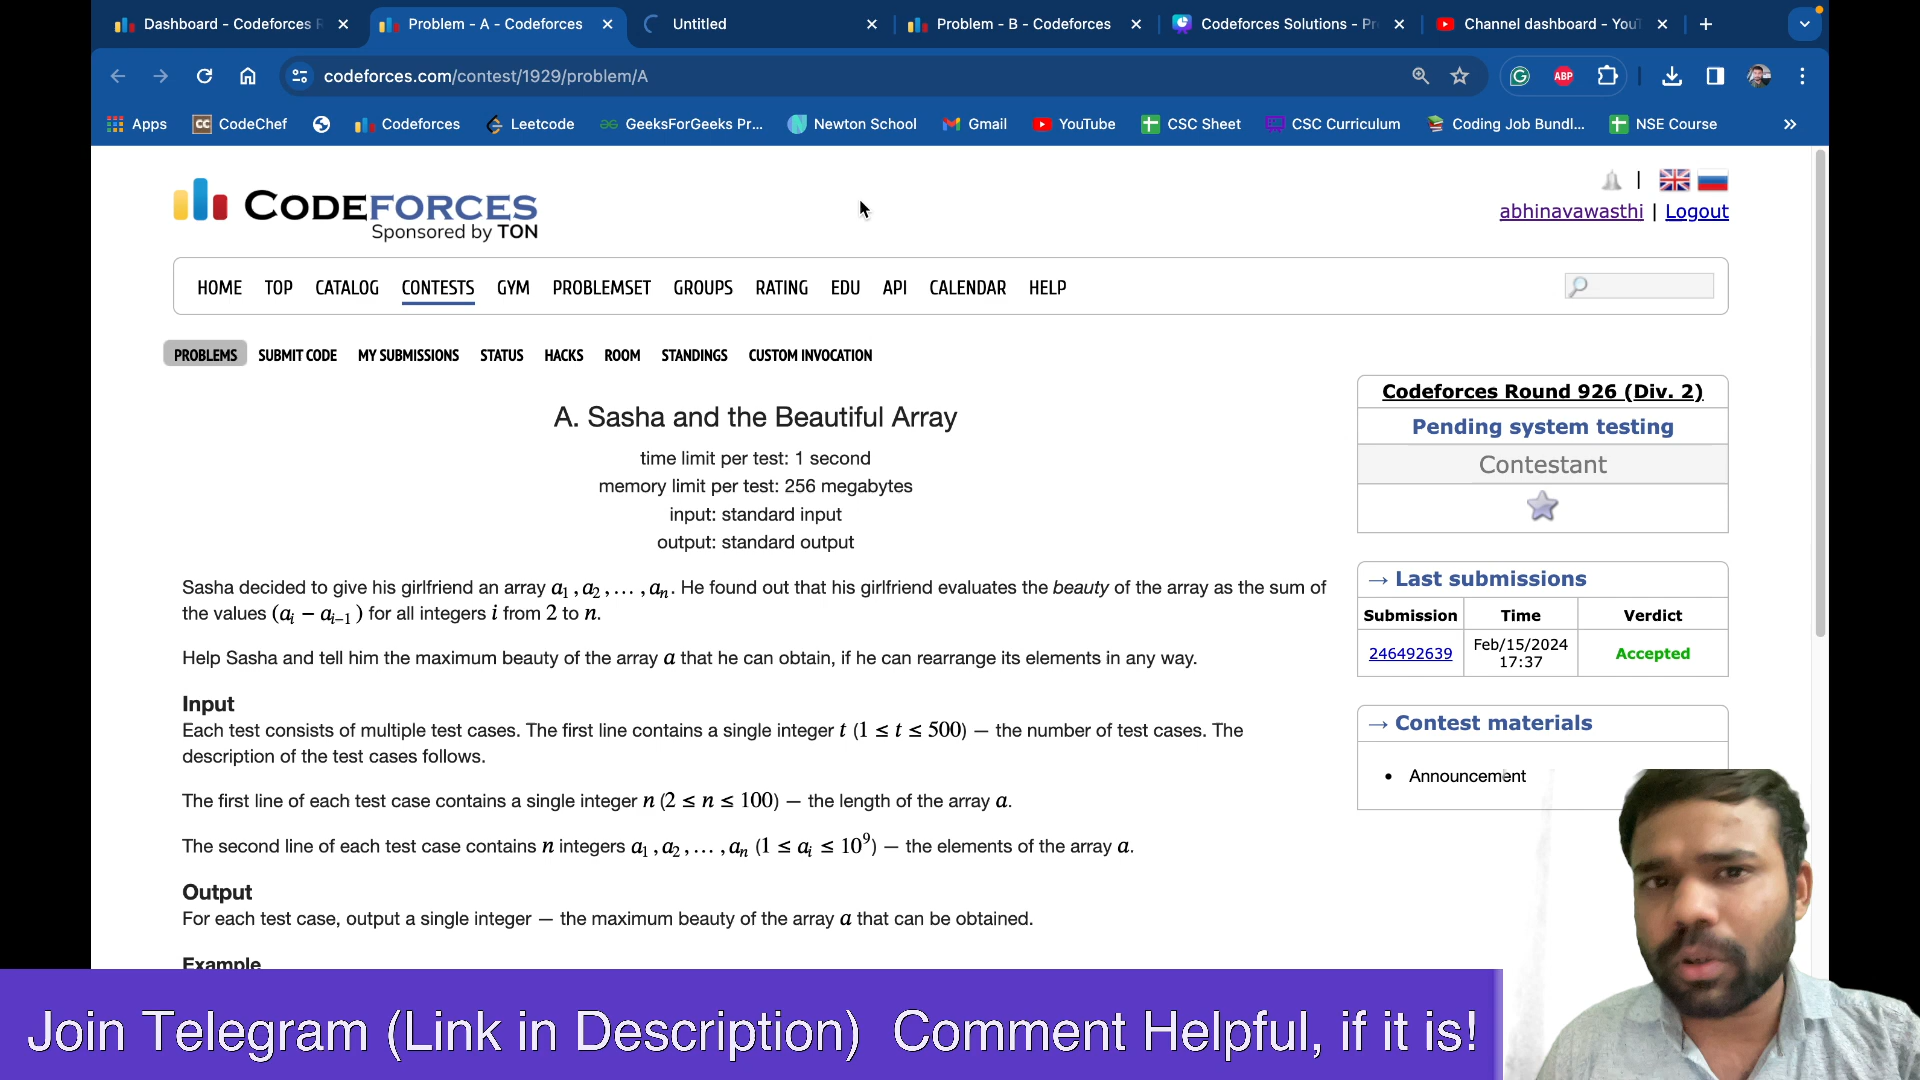 Dashboard - Codeforces R
Problem - A - Codeforces
Untitled
Problem - B - Codeforces
Codeforces Solutions - Pr
Channel dashboard - YouT
codeforces.com/contest/1929/problem/A
ABP
Apps
CC CodeChef
Codeforces
Leetcode
GeeksForGeeks Pr...
Newton School
Gmail
YouTube
CSC Sheet
CSC Curriculum
Coding Job Bundl...
NSE Course
»
CODEFORCES
Sponsored by TON
|
abhinavawasthi | Logout
HOME TOP CATALOG CONTESTS GYM PROBLEMSET GROUPS RATING EDU API CALENDAR HELP
PROBLEMS SUBMIT CODE MY SUBMISSIONS STATUS HACKS ROOM STANDINGS CUSTOM INVOCATION
A. Sasha and the Beautiful Array
time limit per test: 1 second
memory limit per test: 256 megabytes
input: standard input
output: standard output
Sasha decided to give his girlfriend an array a₁, a₂, …, aₙ. He found out that his girlfriend evaluates the beauty of the array as the sum of
the values (aᵢ − aᵢ₋₁) for all integers i from 2 to n.
Help Sasha and tell him the maximum beauty of the array a that he can obtain, if he can rearrange its elements in any way.
Input
Each test consists of multiple test cases. The first line contains a single integer t (1 ≤ t ≤ 500) — the number of test cases. The
description of the test cases follows.
The first line of each test case contains a single integer n (2 ≤ n ≤ 100) — the length of the array a.
The second line of each test case contains n integers a₁, a₂, …, aₙ (1 ≤ aᵢ ≤ 10⁹) — the elements of the array a.
Output
For each test case, output a single integer — the maximum beauty of the array a that can be obtained.
Example
Codeforces Round 926 (Div. 2)
Pending system testing
Contestant
→ Last submissions
Submission Time Verdict
246492639 Feb/15/2024 17:37 Accepted
→ Contest materials
• Announcement
Join Telegram (Link in Description) Comment Helpful, if it is!